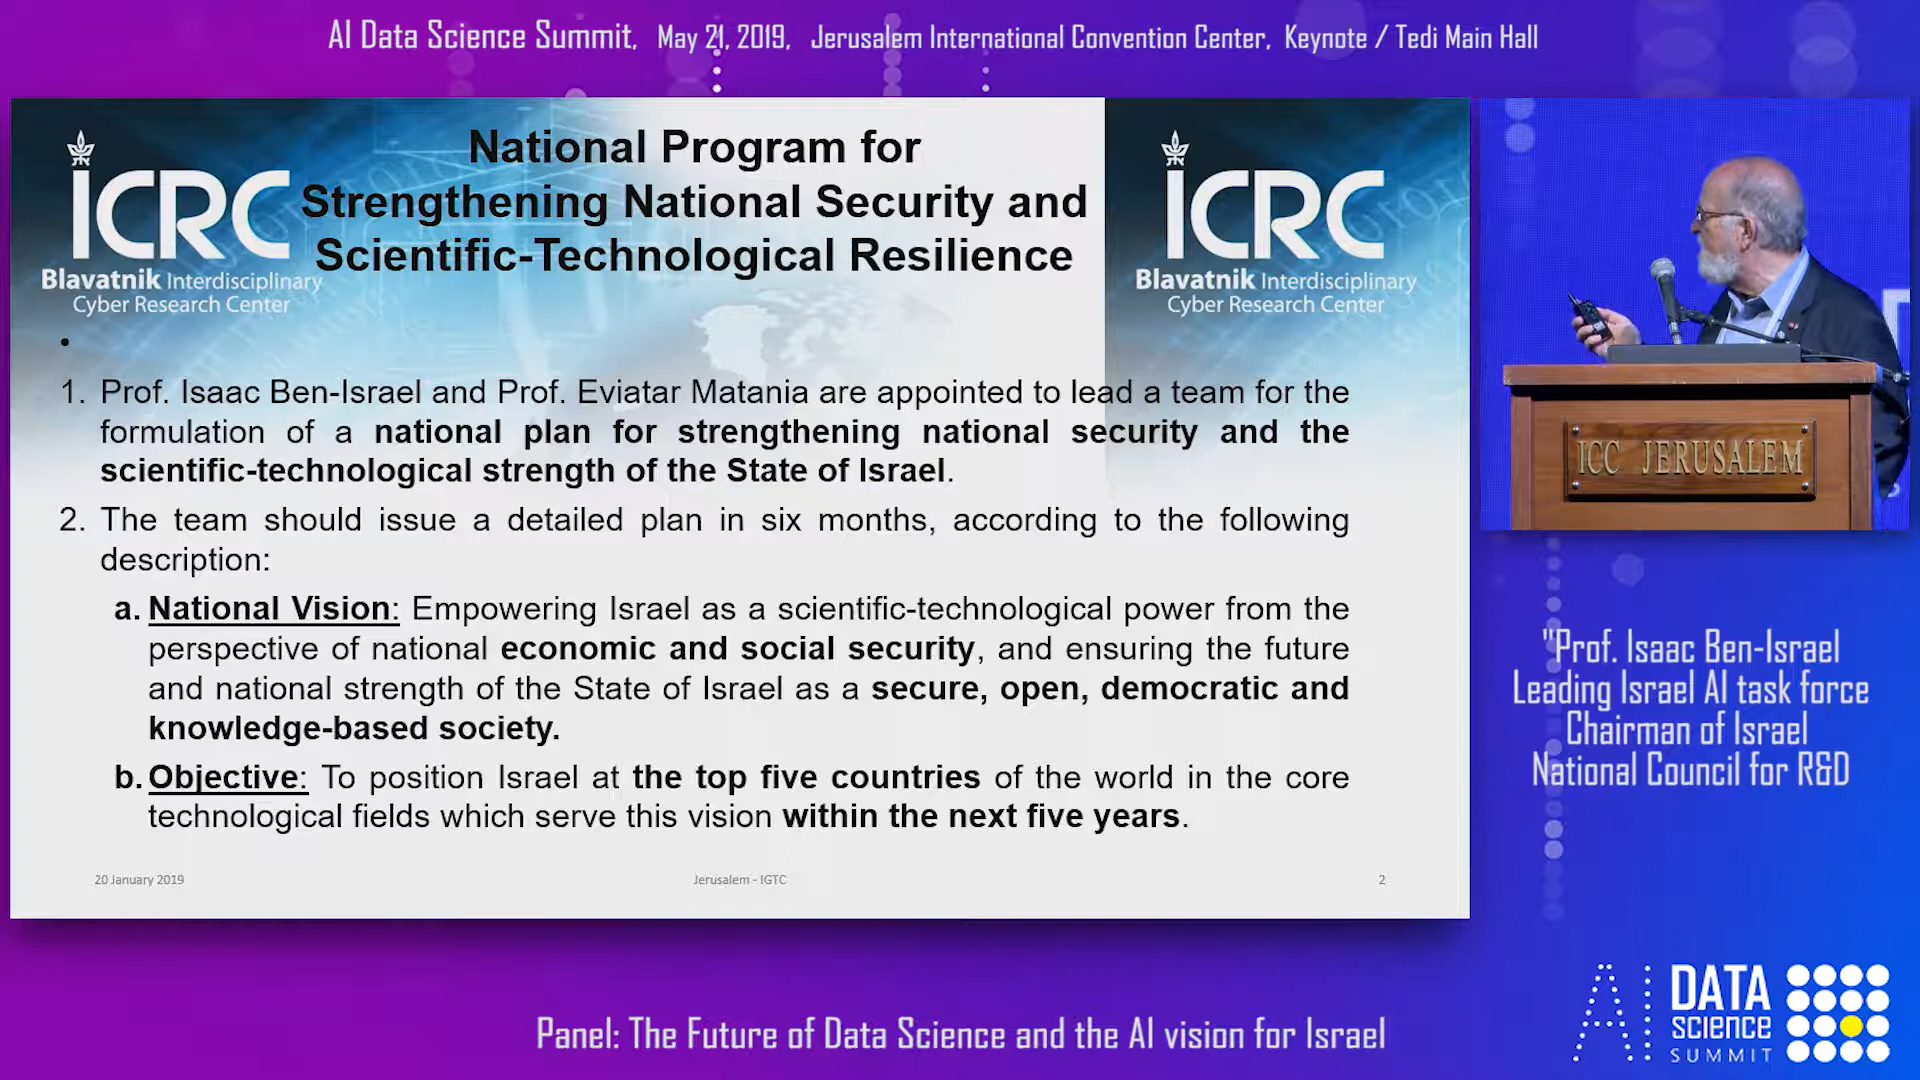 AI Data Science Summit, May 21, 2019, Jerusalem International Convention Center, Keynote / Tedi Main Hall
ICRC
Blavatnik Interdisciplinary
Cyber Research Center
National Program for
Strengthening National Security and
Scientific-Technological Resilience
ICRC
Blavatnik Interdisciplinary
Cyber Research Center
•
1. Prof. Isaac Ben-Israel and Prof. Eviatar Matania are appointed to lead a team for the
formulation of a national plan for strengthening national security and the
scientific-technological strength of the State of Israel.
2. The team should issue a detailed plan in six months, according to the following
description:
a. National Vision: Empowering Israel as a scientific-technological power from the
perspective of national economic and social security, and ensuring the future
and national strength of the State of Israel as a secure, open, democratic and
knowledge-based society.
b. Objective: To position Israel at the top five countries of the world in the core
technological fields which serve this vision within the next five years.
20 January 2019
Jerusalem - IGTC
2
ICC JERUSALEM
"Prof. Isaac Ben-Israel
Leading Israel AI task force
Chairman of Israel
National Council for R&D
Panel: The Future of Data Science and the AI vision for Israel
AI DATA
SCIENCE
SUMMIT